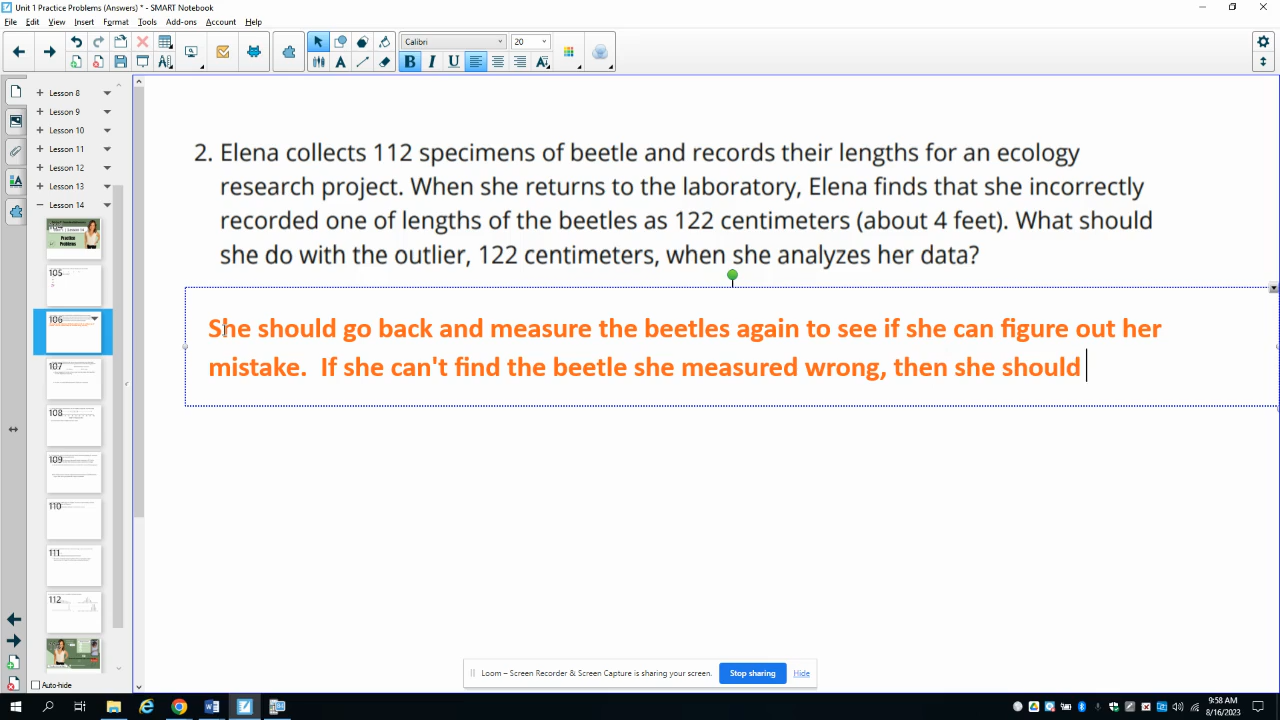 Unit 1 Practice Problems (Answers) * - SMART Notebook
File Edit View Insert Format Tools Add-ons Account Help
Calibri 20
B I U
Lesson 8
Lesson 9
Lesson 10
Lesson 11
Lesson 12
Lesson 13
Lesson 14
Practice
Problems
105
106
107
108
109
110
111
112
Auto-hide
2. Elena collects 112 specimens of beetle and records their lengths for an ecology
research project. When she returns to the laboratory, Elena finds that she incorrectly
recorded one of lengths of the beetles as 122 centimeters (about 4 feet). What should
she do with the outlier, 122 centimeters, when she analyzes her data?
She should go back and measure the beetles again to see if she can figure out her
mistake. If she can't find the beetle she measured wrong, then she should
Loom – Screen Recorder & Screen Capture is sharing your screen. Stop sharing Hide
9:58 AM
8/16/2023